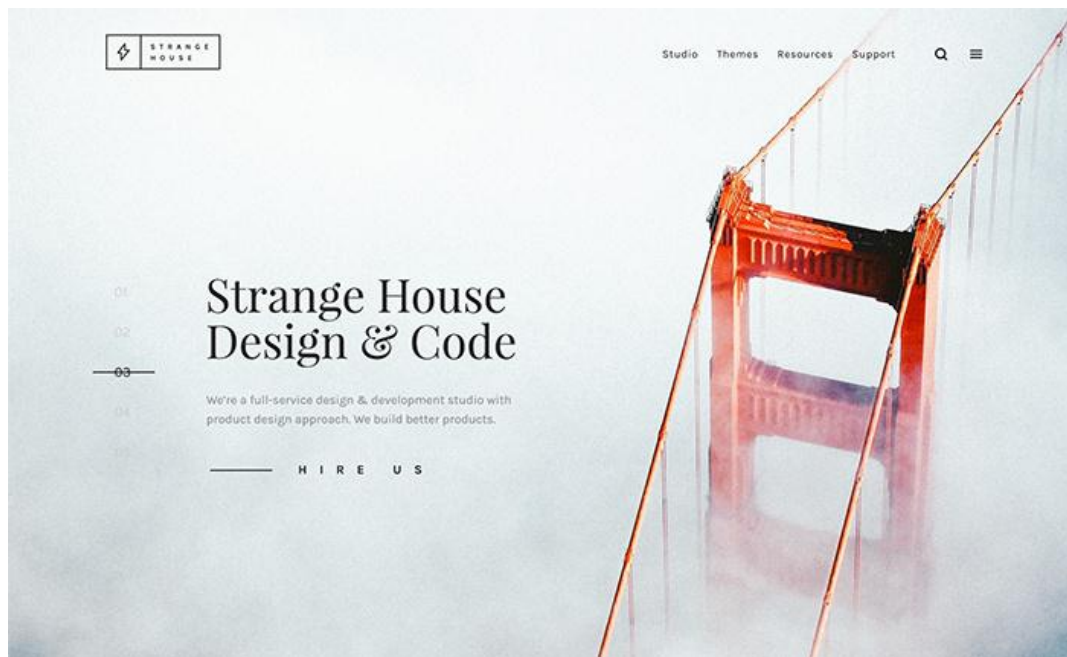 STRANGE
HOUSE
Studio Themes Resources Support
Strange House
Design & Code
01
02
03
04
We're a full-service design & development studio with
product design approach. We build better products.
HIRE US